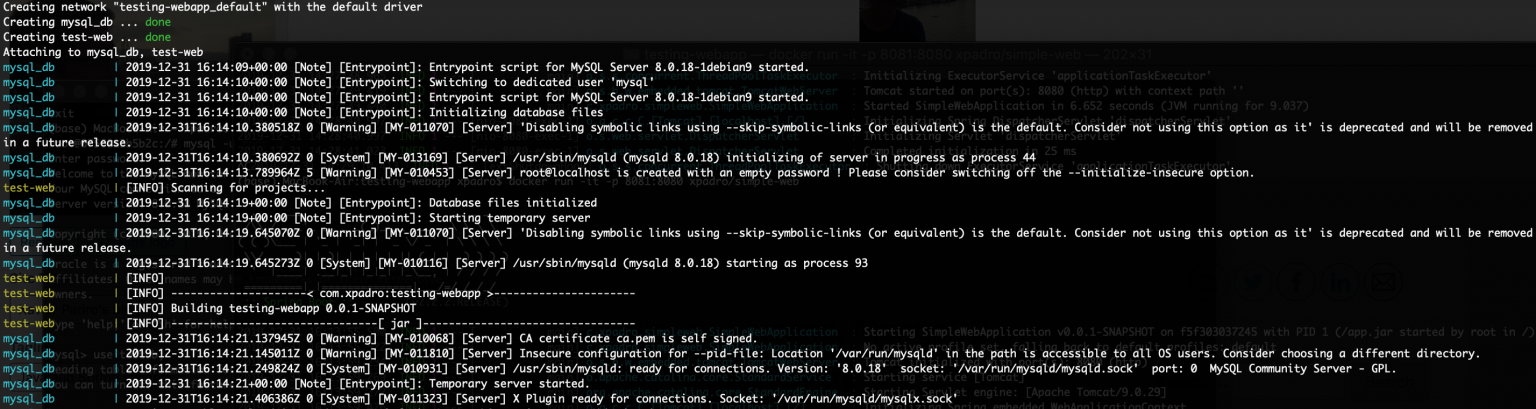 Creating network "testing-webapp_default" with the default driver
Creating mysql_db ... done
Creating test-web ... done
Attaching to mysql_db, test-web
mysql_db | 2019-12-31 16:14:09+00:00 [Note] [Entrypoint]: Entrypoint script for MySQL Server 8.0.18-1debian9 started.
mysql_db | 2019-12-31 16:14:10+00:00 [Note] [Entrypoint]: Switching to dedicated user 'mysql'
mysql_db | 2019-12-31 16:14:10+00:00 [Note] [Entrypoint]: Entrypoint script for MySQL Server 8.0.18-1debian9 started.
mysql_db | 2019-12-31 16:14:10+00:00 [Note] [Entrypoint]: Initializing database files
mysql_db | 2019-12-31T16:14:10.380518Z 0 [Warning] [MY-011070] [Server] 'Disabling symbolic links using --skip-symbolic-links (or equivalent) is the default. Consider not using this option as it' is deprecated and will be removed
in a future release.
mysql_db | 2019-12-31T16:14:10.380692Z 0 [System] [MY-013169] [Server] /usr/sbin/mysqld (mysqld 8.0.18) initializing of server in progress as process 44
mysql_db | 2019-12-31T16:14:13.789964Z 5 [Warning] [MY-010453] [Server] root@localhost is created with an empty password ! Please consider switching off the --initialize-insecure option.
test-web | [INFO] Scanning for projects...
mysql_db | 2019-12-31 16:14:19+00:00 [Note] [Entrypoint]: Database files initialized
mysql_db | 2019-12-31 16:14:19+00:00 [Note] [Entrypoint]: Starting temporary server
mysql_db | 2019-12-31T16:14:19.645070Z 0 [Warning] [MY-011070] [Server] 'Disabling symbolic links using --skip-symbolic-links (or equivalent) is the default. Consider not using this option as it' is deprecated and will be removed
in a future release.
mysql_db | 2019-12-31T16:14:19.645273Z 0 [System] [MY-010116] [Server] /usr/sbin/mysqld (mysqld 8.0.18) starting as process 93
test-web | [INFO]
test-web | [INFO] ---------------------< com.xpadro:testing-webapp >----------------------
test-web | [INFO] Building testing-webapp 0.0.1-SNAPSHOT
test-web | [INFO] --------------------------------[ jar ]---------------------------------
mysql_db | 2019-12-31T16:14:21.137945Z 0 [Warning] [MY-010068] [Server] CA certificate ca.pem is self signed.
mysql_db | 2019-12-31T16:14:21.145011Z 0 [Warning] [MY-011810] [Server] Insecure configuration for --pid-file: Location '/var/run/mysqld' in the path is accessible to all OS users. Consider choosing a different directory.
mysql_db | 2019-12-31T16:14:21.249824Z 0 [System] [MY-010931] [Server] /usr/sbin/mysqld: ready for connections. Version: '8.0.18'  socket: '/var/run/mysqld/mysqld.sock'  port: 0  MySQL Community Server - GPL.
mysql_db | 2019-12-31 16:14:21+00:00 [Note] [Entrypoint]: Temporary server started.
mysql_db | 2019-12-31T16:14:21.406386Z 0 [System] [MY-011323] [Server] X Plugin ready for connections. Socket: '/var/run/mysqld/mysqlx.sock'